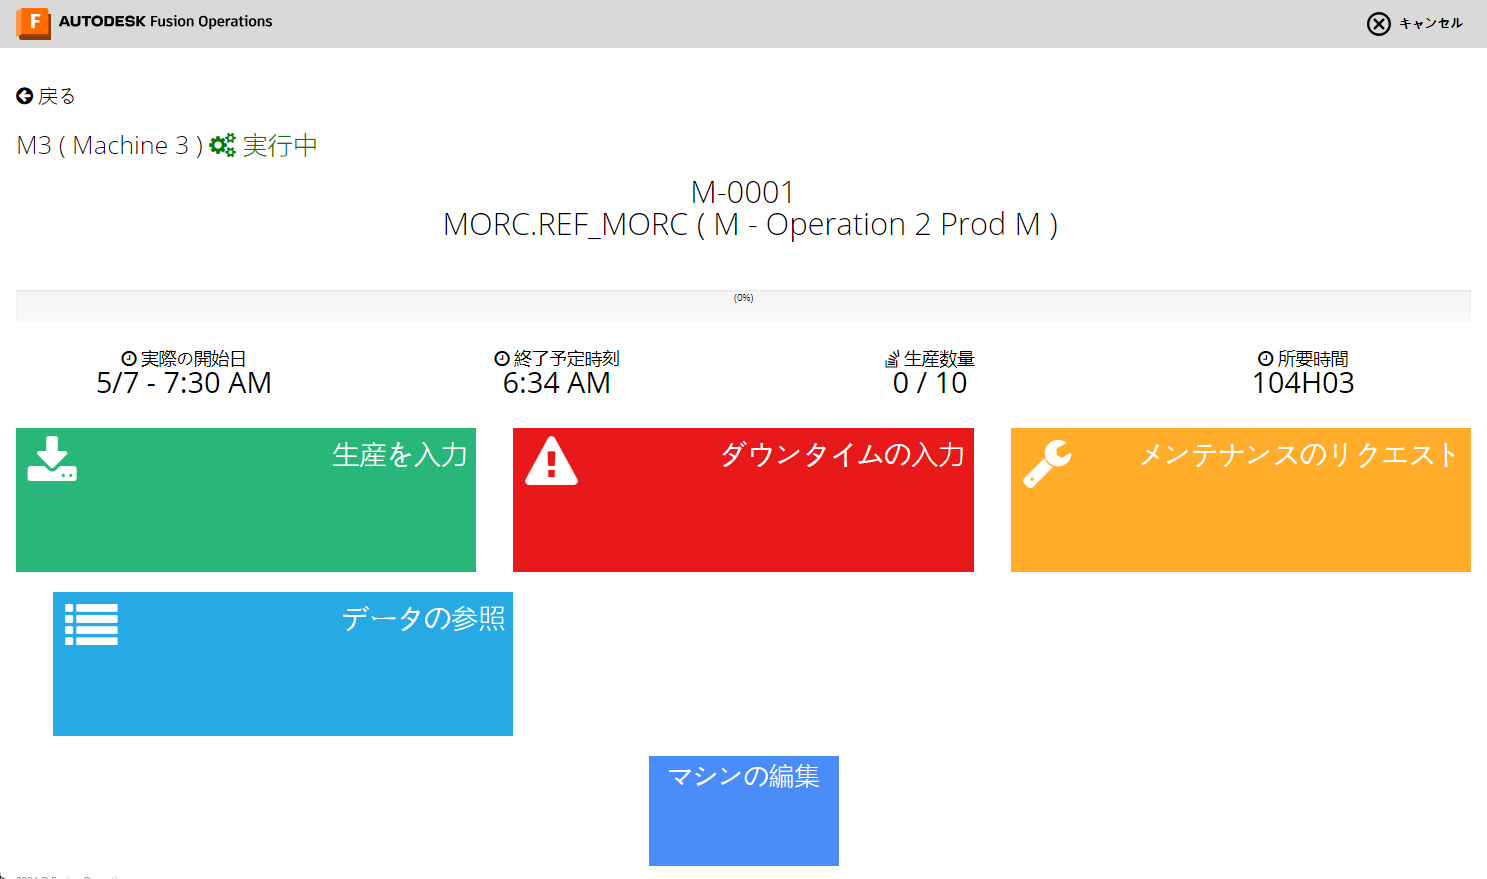 AUTODESK Fusion Operations
キャンセル
戻る
M3 ( Machine 3 ) 実行中
M-0001
MORC.REF_MORC ( M - Operation 2 Prod M )
(0%)
実際の開始日
5/7 - 7:30 AM
終了予定時刻
6:34 AM
生産数量
0 / 10
所要時間
104H03
生産を入力
ダウンタイムの入力
メンテナンスのリクエスト
データの参照
マシンの編集